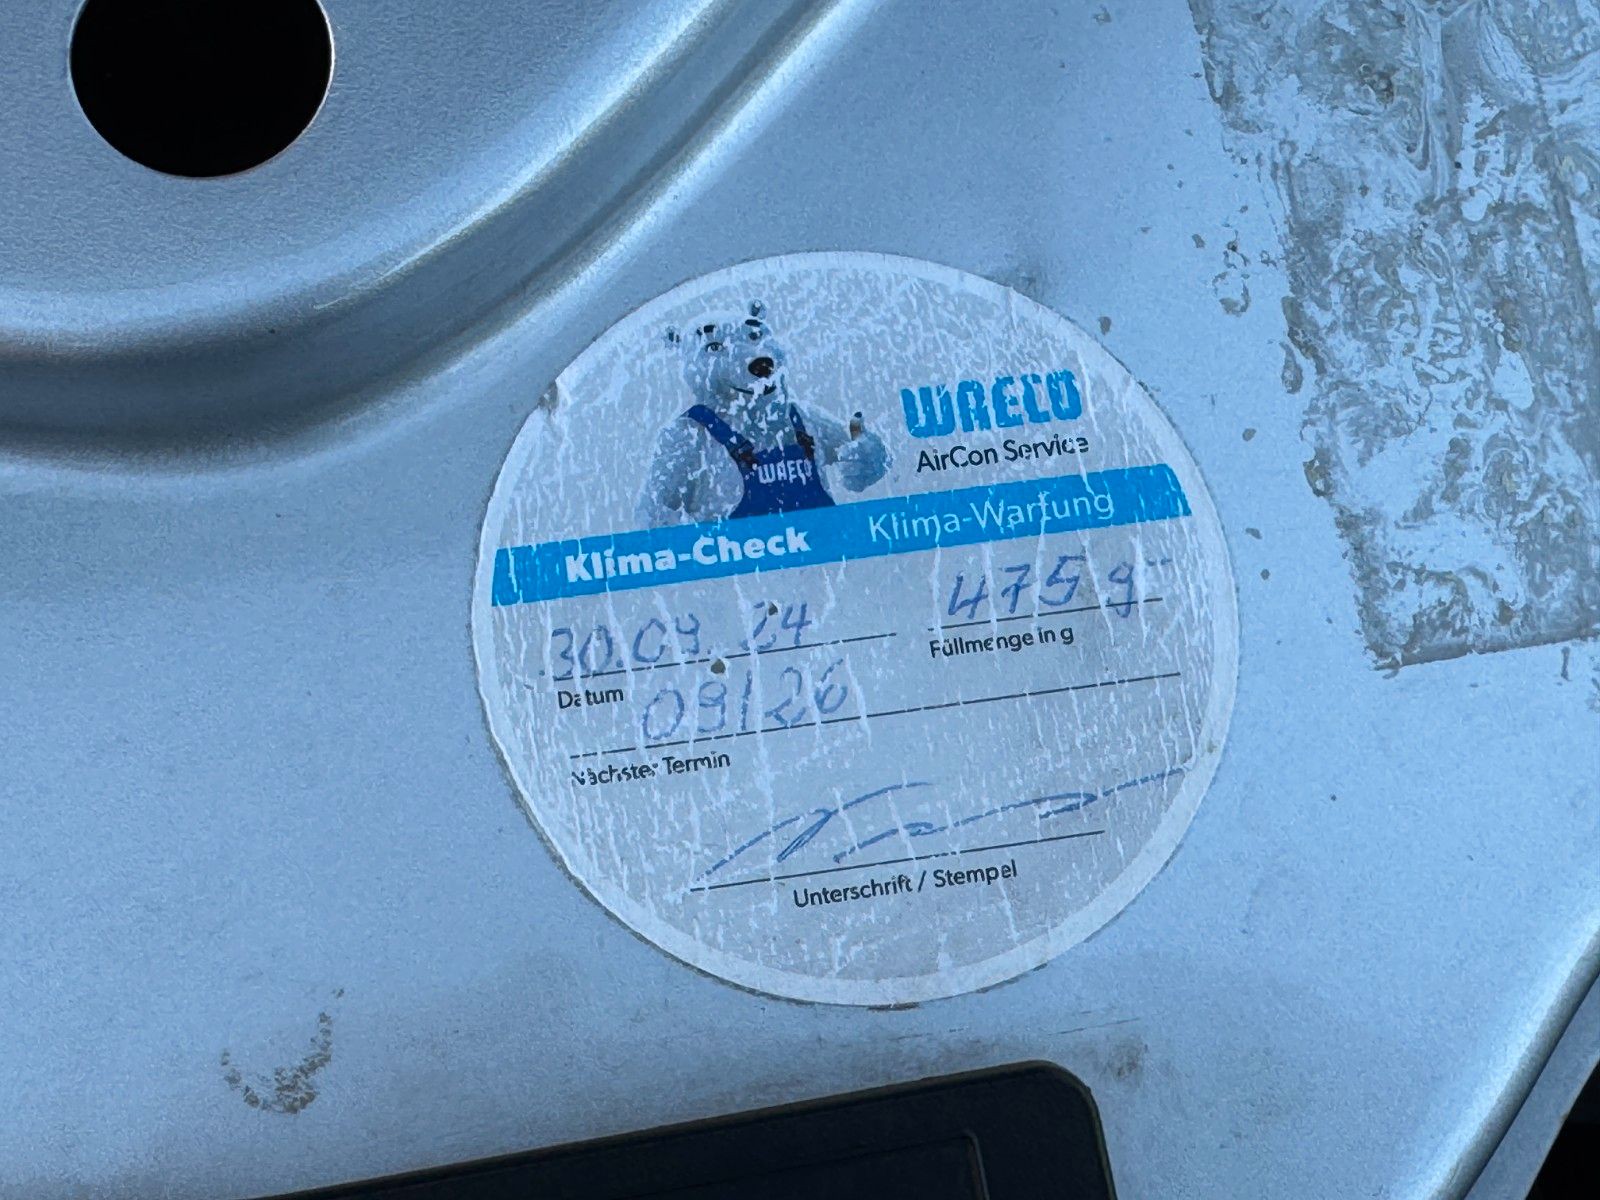 WAECO
AirCon Service
WAECO
Klima-Check Klima-Wartung
30.09.24 475 g
Datum Füllmenge in g
09/26
Nächster Termin
Unterschrift / Stempel